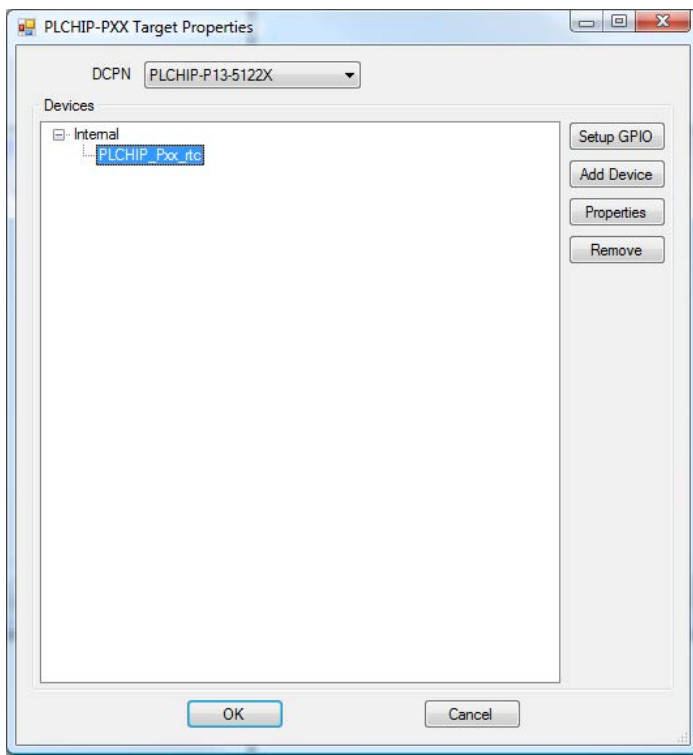 PLCHIP-PXX Target Properties
DCPN PLCHIP-P13-5122X
Devices
Internal
PLCHIP_Pxx_rtc
Setup GPIO
Add Device
Properties
Remove
OK Cancel